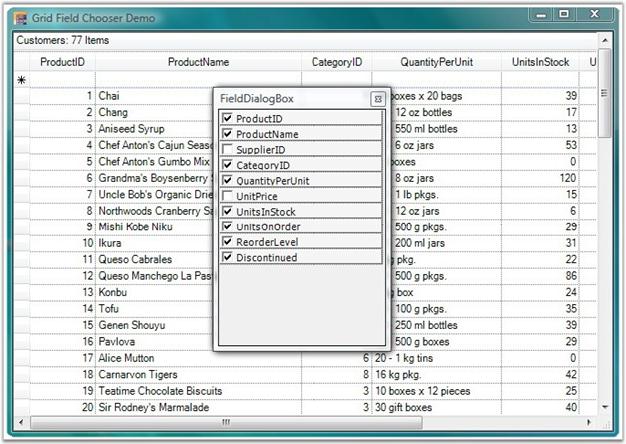 Grid Field Chooser Demo
Customers: 77 Items
ProductID ProductName CategoryID QuantityPerUnit UnitsInStock U
FieldDialogBox
ProductID
ProductName
SupplierID
CategoryID
QuantityPerUnit
UnitPrice
UnitsInStock
UnitsOnOrder
ReorderLevel
Discontinued
1 Chai boxes x 20 bags 39
2 Chang 12 oz bottles 17
3 Aniseed Syrup 550 ml bottles 13
4 Chef Anton's Cajun Seas 6 oz jars 53
5 Chef Anton's Gumbo Mix boxes 0
6 Grandma's Boysenberry 8 oz jars 120
7 Uncle Bob's Organic Drie 1 lb pkgs. 15
8 Northwoods Cranberry Sa 12 oz jars 6
9 Mishi Kobe Niku 500 g pkgs. 29
10 Ikura 200 ml jars 31
11 Queso Cabrales g pkg. 22
12 Queso Manchego La Past 500 g pkgs. 86
13 Konbu g box 24
14 Tofu 100 g pkgs. 35
15 Genen Shouyu 250 ml bottles 39
16 Pavlova 500 g boxes 29
17 Alice Mutton 6 20 - 1 kg tins 0
18 Carnarvon Tigers 8 16 kg pkg. 42
19 Teatime Chocolate Biscuits 3 10 boxes x 12 pieces 25
20 Sir Rodney's Marmalade 3 30 gift boxes 40